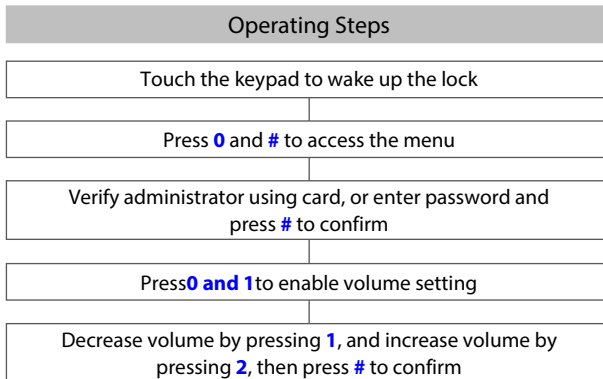 Operating Steps
Touch the keypad to wake up the lock
Press 0 and # to access the menu
Verify administrator using card, or enter password and
press # to confirm
Press0 and 1to enable volume setting
Decrease volume by pressing 1, and increase volume by
pressing 2, then press # to confirm